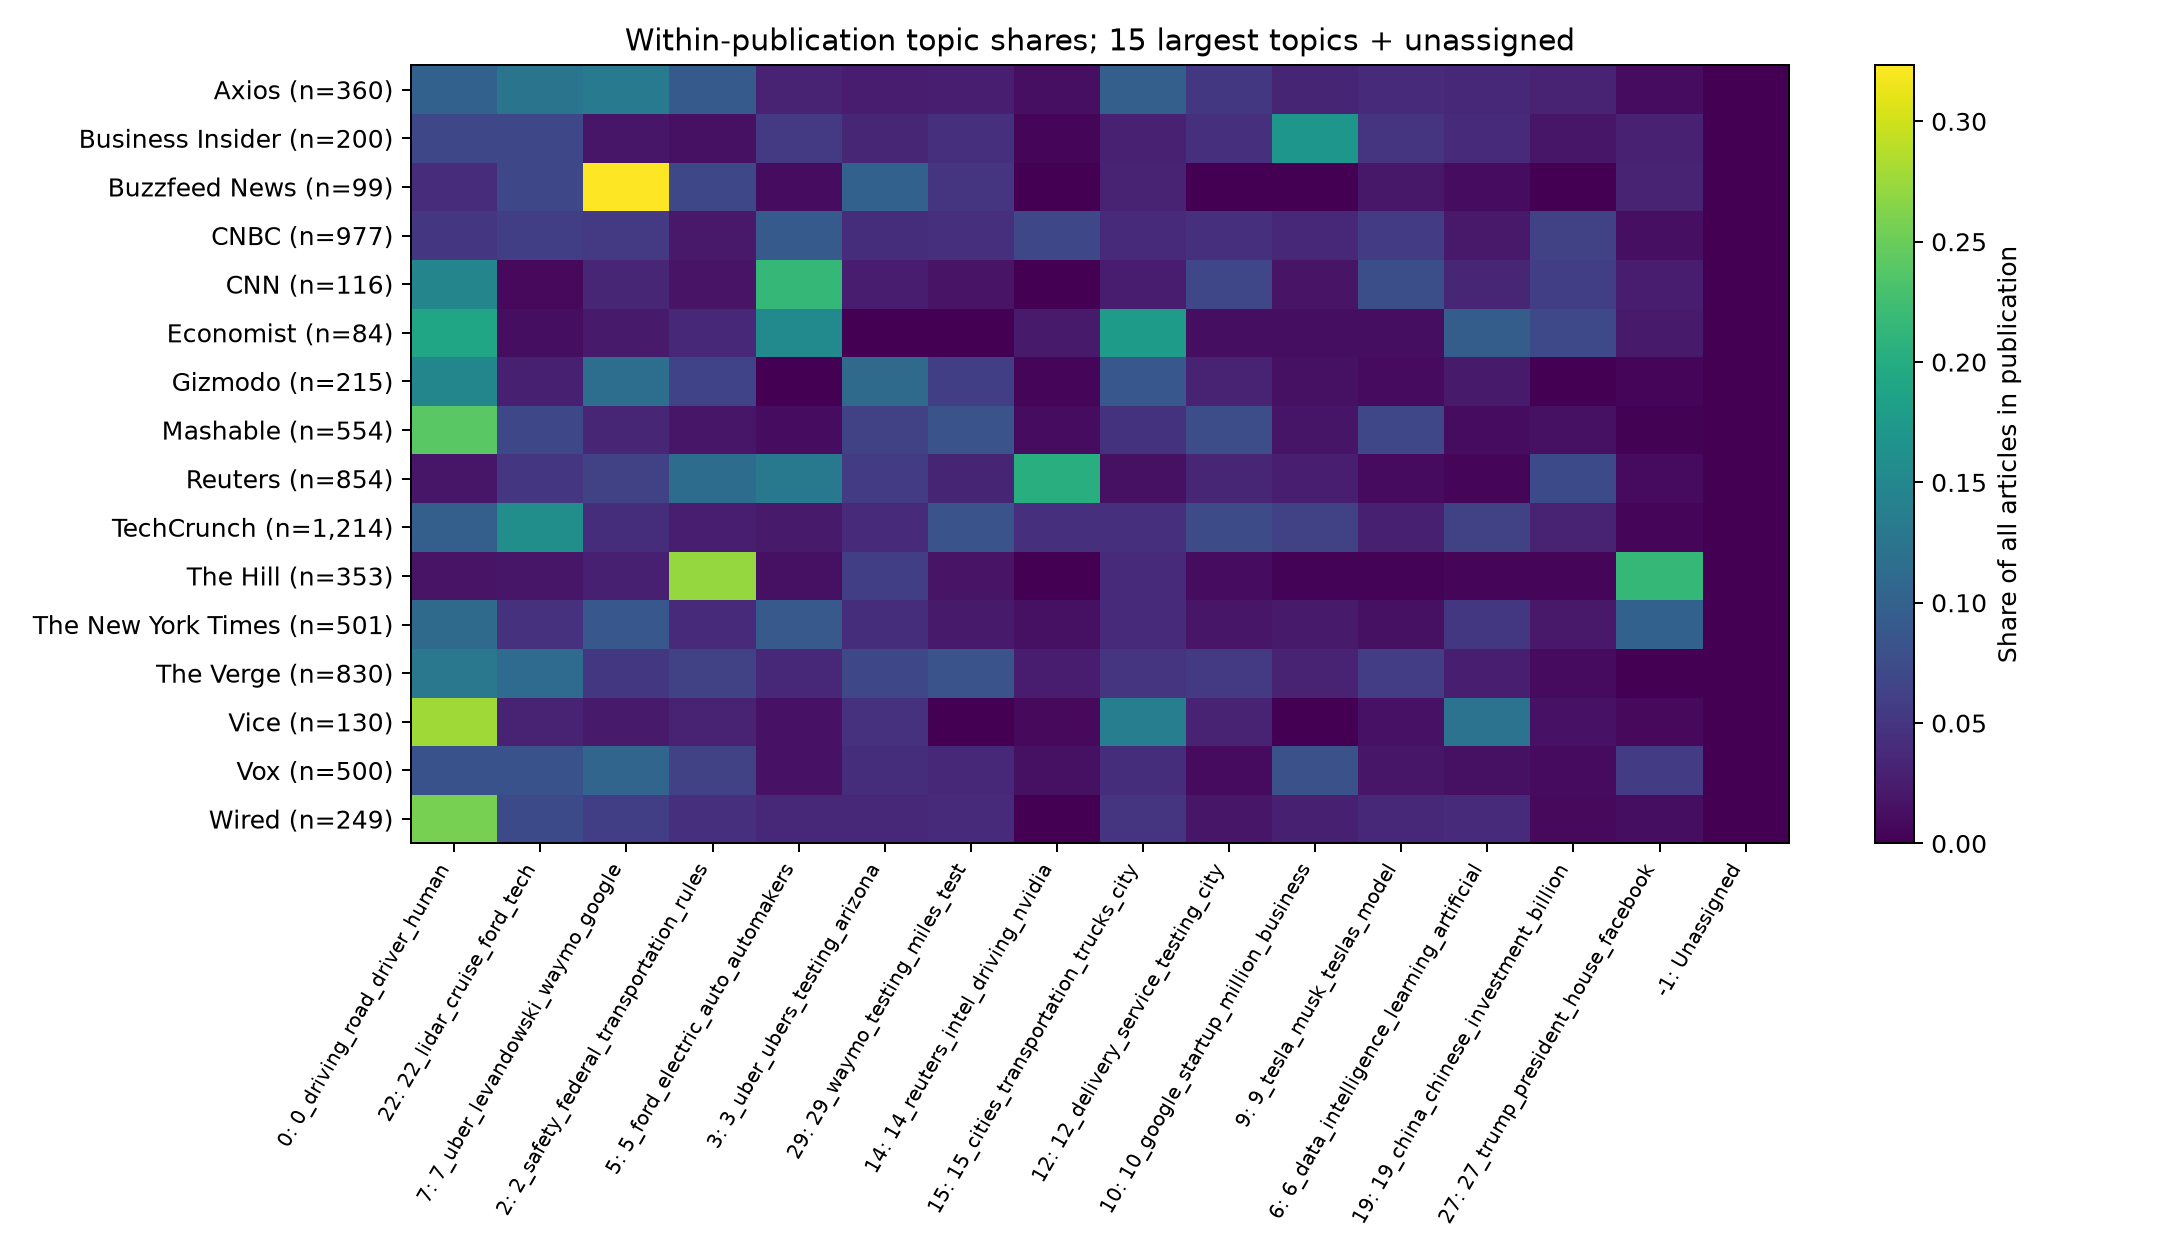 Within-publication topic shares; 15 largest topics + unassigned
Axios (n=360)
Business Insider (n=200)
Buzzfeed News (n=99)
CNBC (n=977)
CNN (n=116)
Economist (n=84)
Gizmodo (n=215)
Mashable (n=554)
Reuters (n=854)
TechCrunch (n=1,214)
The Hill (n=353)
The New York Times (n=501)
The Verge (n=830)
Vice (n=130)
Vox (n=500)
Wired (n=249)
0: 0_driving_road_driver_human
22: 22_lidar_cruise_ford_tech
7: 7_uber_levandowski_waymo_google
2: 2_safety_federal_transportation_rules
5: 5_ford_electric_auto_automakers
3: 3_uber_ubers_testing_arizona
29: 29_waymo_testing_miles_test
14: 14_reuters_intel_driving_nvidia
15: 15_cities_transportation_trucks_city
12: 12_delivery_service_testing_city
10: 10_google_startup_million_business
9: 9_tesla_musk_teslas_model
6: 6_data_intelligence_learning_artificial
19: 19_china_chinese_investment_billion
27: 27_trump_president_house_facebook
-1: Unassigned
0.30
0.25
0.20
0.15
0.10
0.05
0.00
Share of all articles in publication